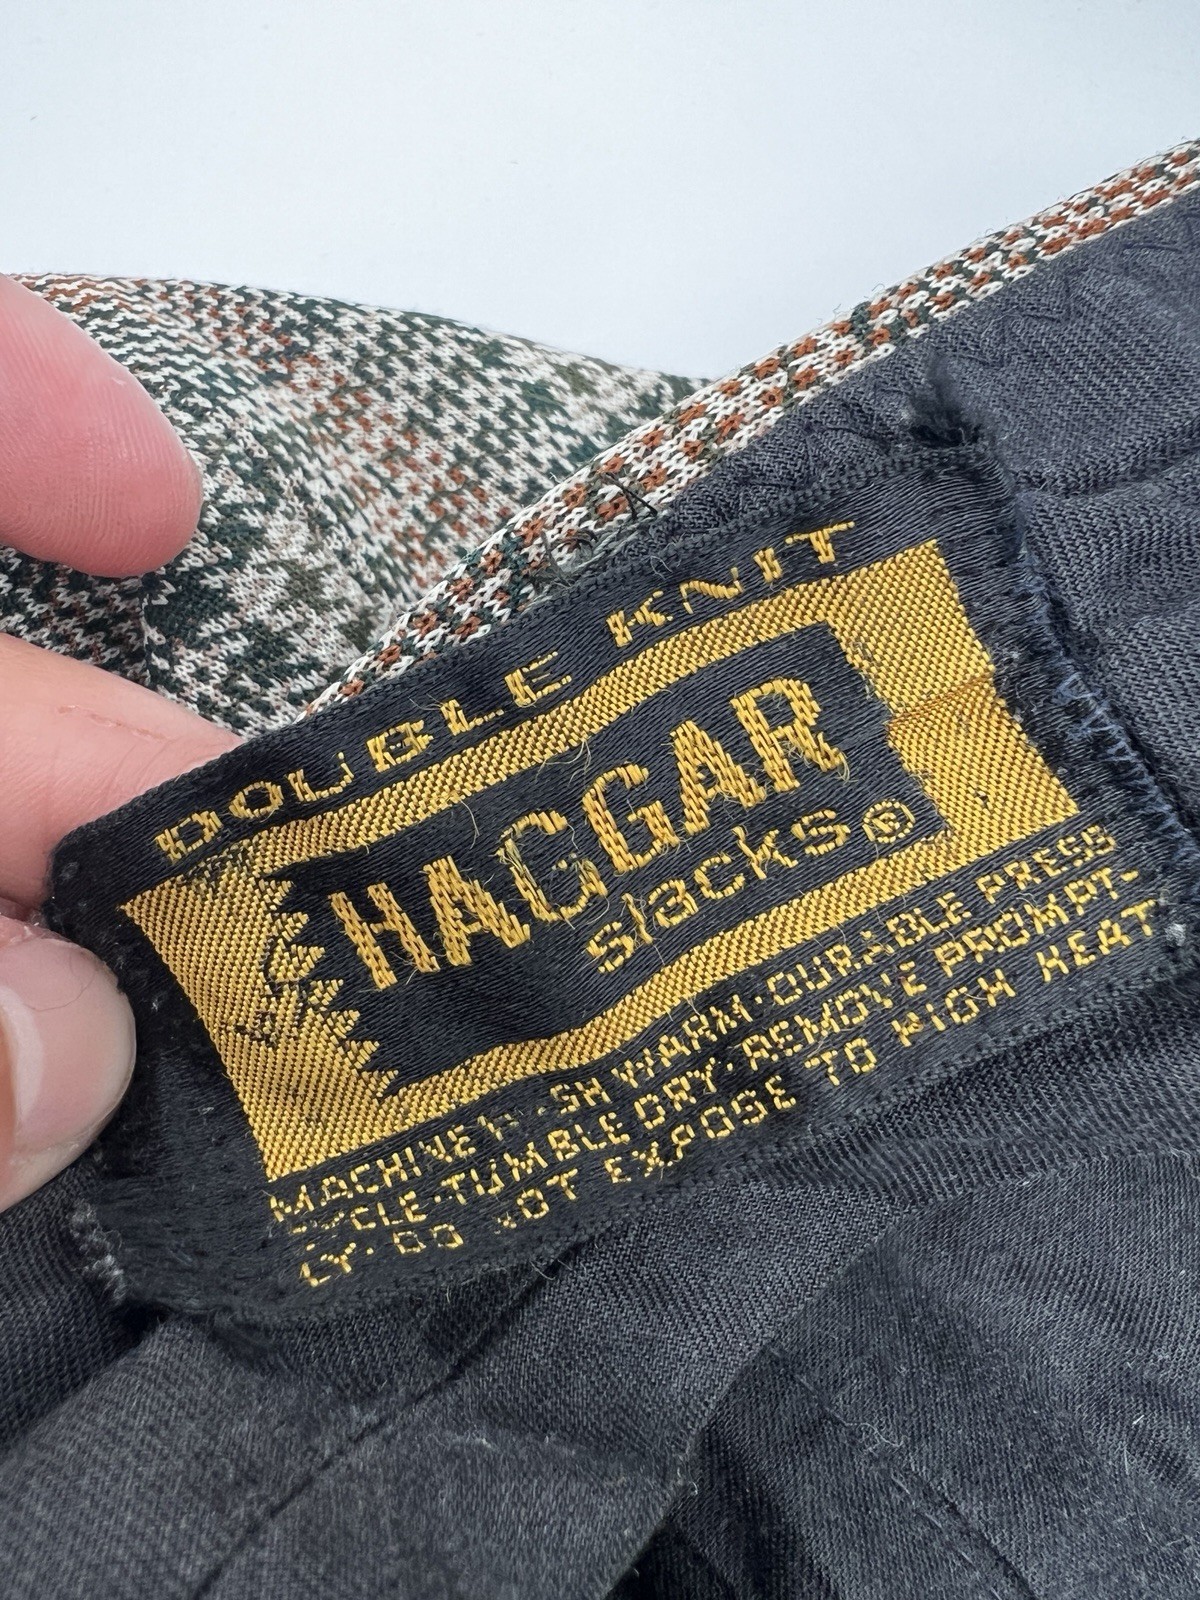 DOUBLE KNIT
HAGGAR
SlacKS®
MACHINE WASH WARM·DURABLE PRESS
CYCLE·TUMBLE DRY·REMOVE PROMPT-
LY·DO NOT EXPOSE TO HIGH HEAT